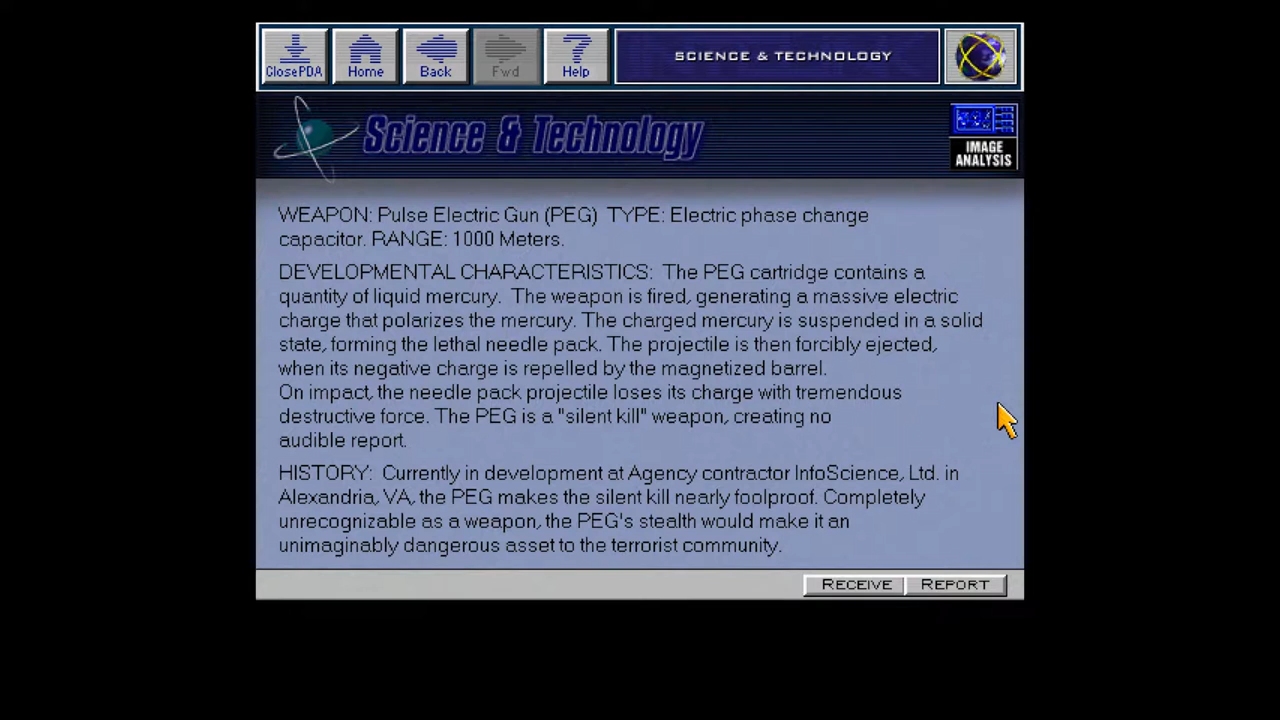 ClosePDA Home Back Fwd Help SCIENCE & TECHNOLOGY
Science & Technology
IMAGE
ANALYSIS
WEAPON: Pulse Electric Gun (PEG) TYPE: Electric phase change
capacitor. RANGE: 1000 Meters.
DEVELOPMENTAL CHARACTERISTICS: The PEG cartridge contains a
quantity of liquid mercury. The weapon is fired, generating a massive electric
charge that polarizes the mercury. The charged mercury is suspended in a solid
state, forming the lethal needle pack. The projectile is then forcibly ejected,
when its negative charge is repelled by the magnetized barrel.
On impact, the needle pack projectile loses its charge with tremendous
destructive force. The PEG is a "silent kill" weapon, creating no
audible report.
HISTORY: Currently in development at Agency contractor InfoScience, Ltd. in
Alexandria, VA, the PEG makes the silent kill nearly foolproof. Completely
unrecognizable as a weapon, the PEG's stealth would make it an
unimaginably dangerous asset to the terrorist community.
RECEIVE REPORT